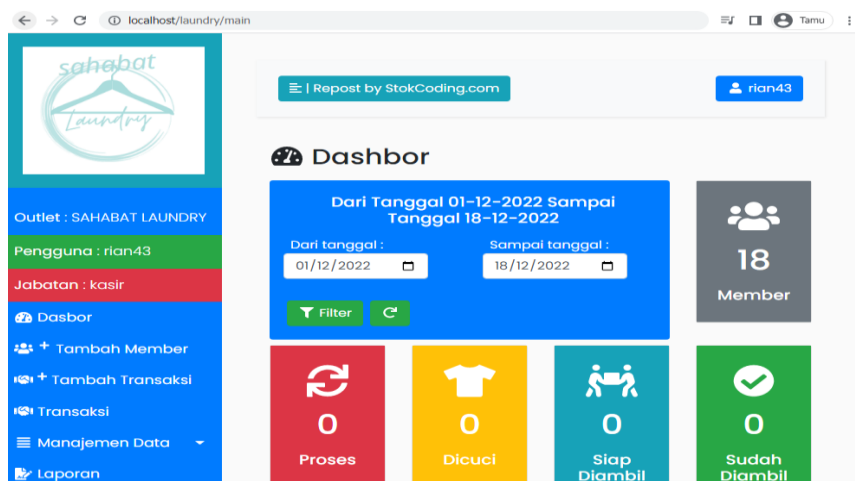 localhost/laundry/main
Tamu
sahabat
Laundry
| Repost by StokCoding.com
rian43
Dashbor
Outlet : SAHABAT LAUNDRY
Pengguna : rian43
Jabatan : kasir
Dasbor
+ Tambah Member
+ Tambah Transaksi
Transaksi
Manajemen Data
Laporan
Dari Tanggal 01-12-2022 Sampai
Tanggal 18-12-2022
Dari tanggal :
Sampai tanggal :
01/12/2022
18/12/2022
Filter
18
Member
0
Proses
0
Dicuci
0
Siap
Diambil
0
Sudah
Diambil